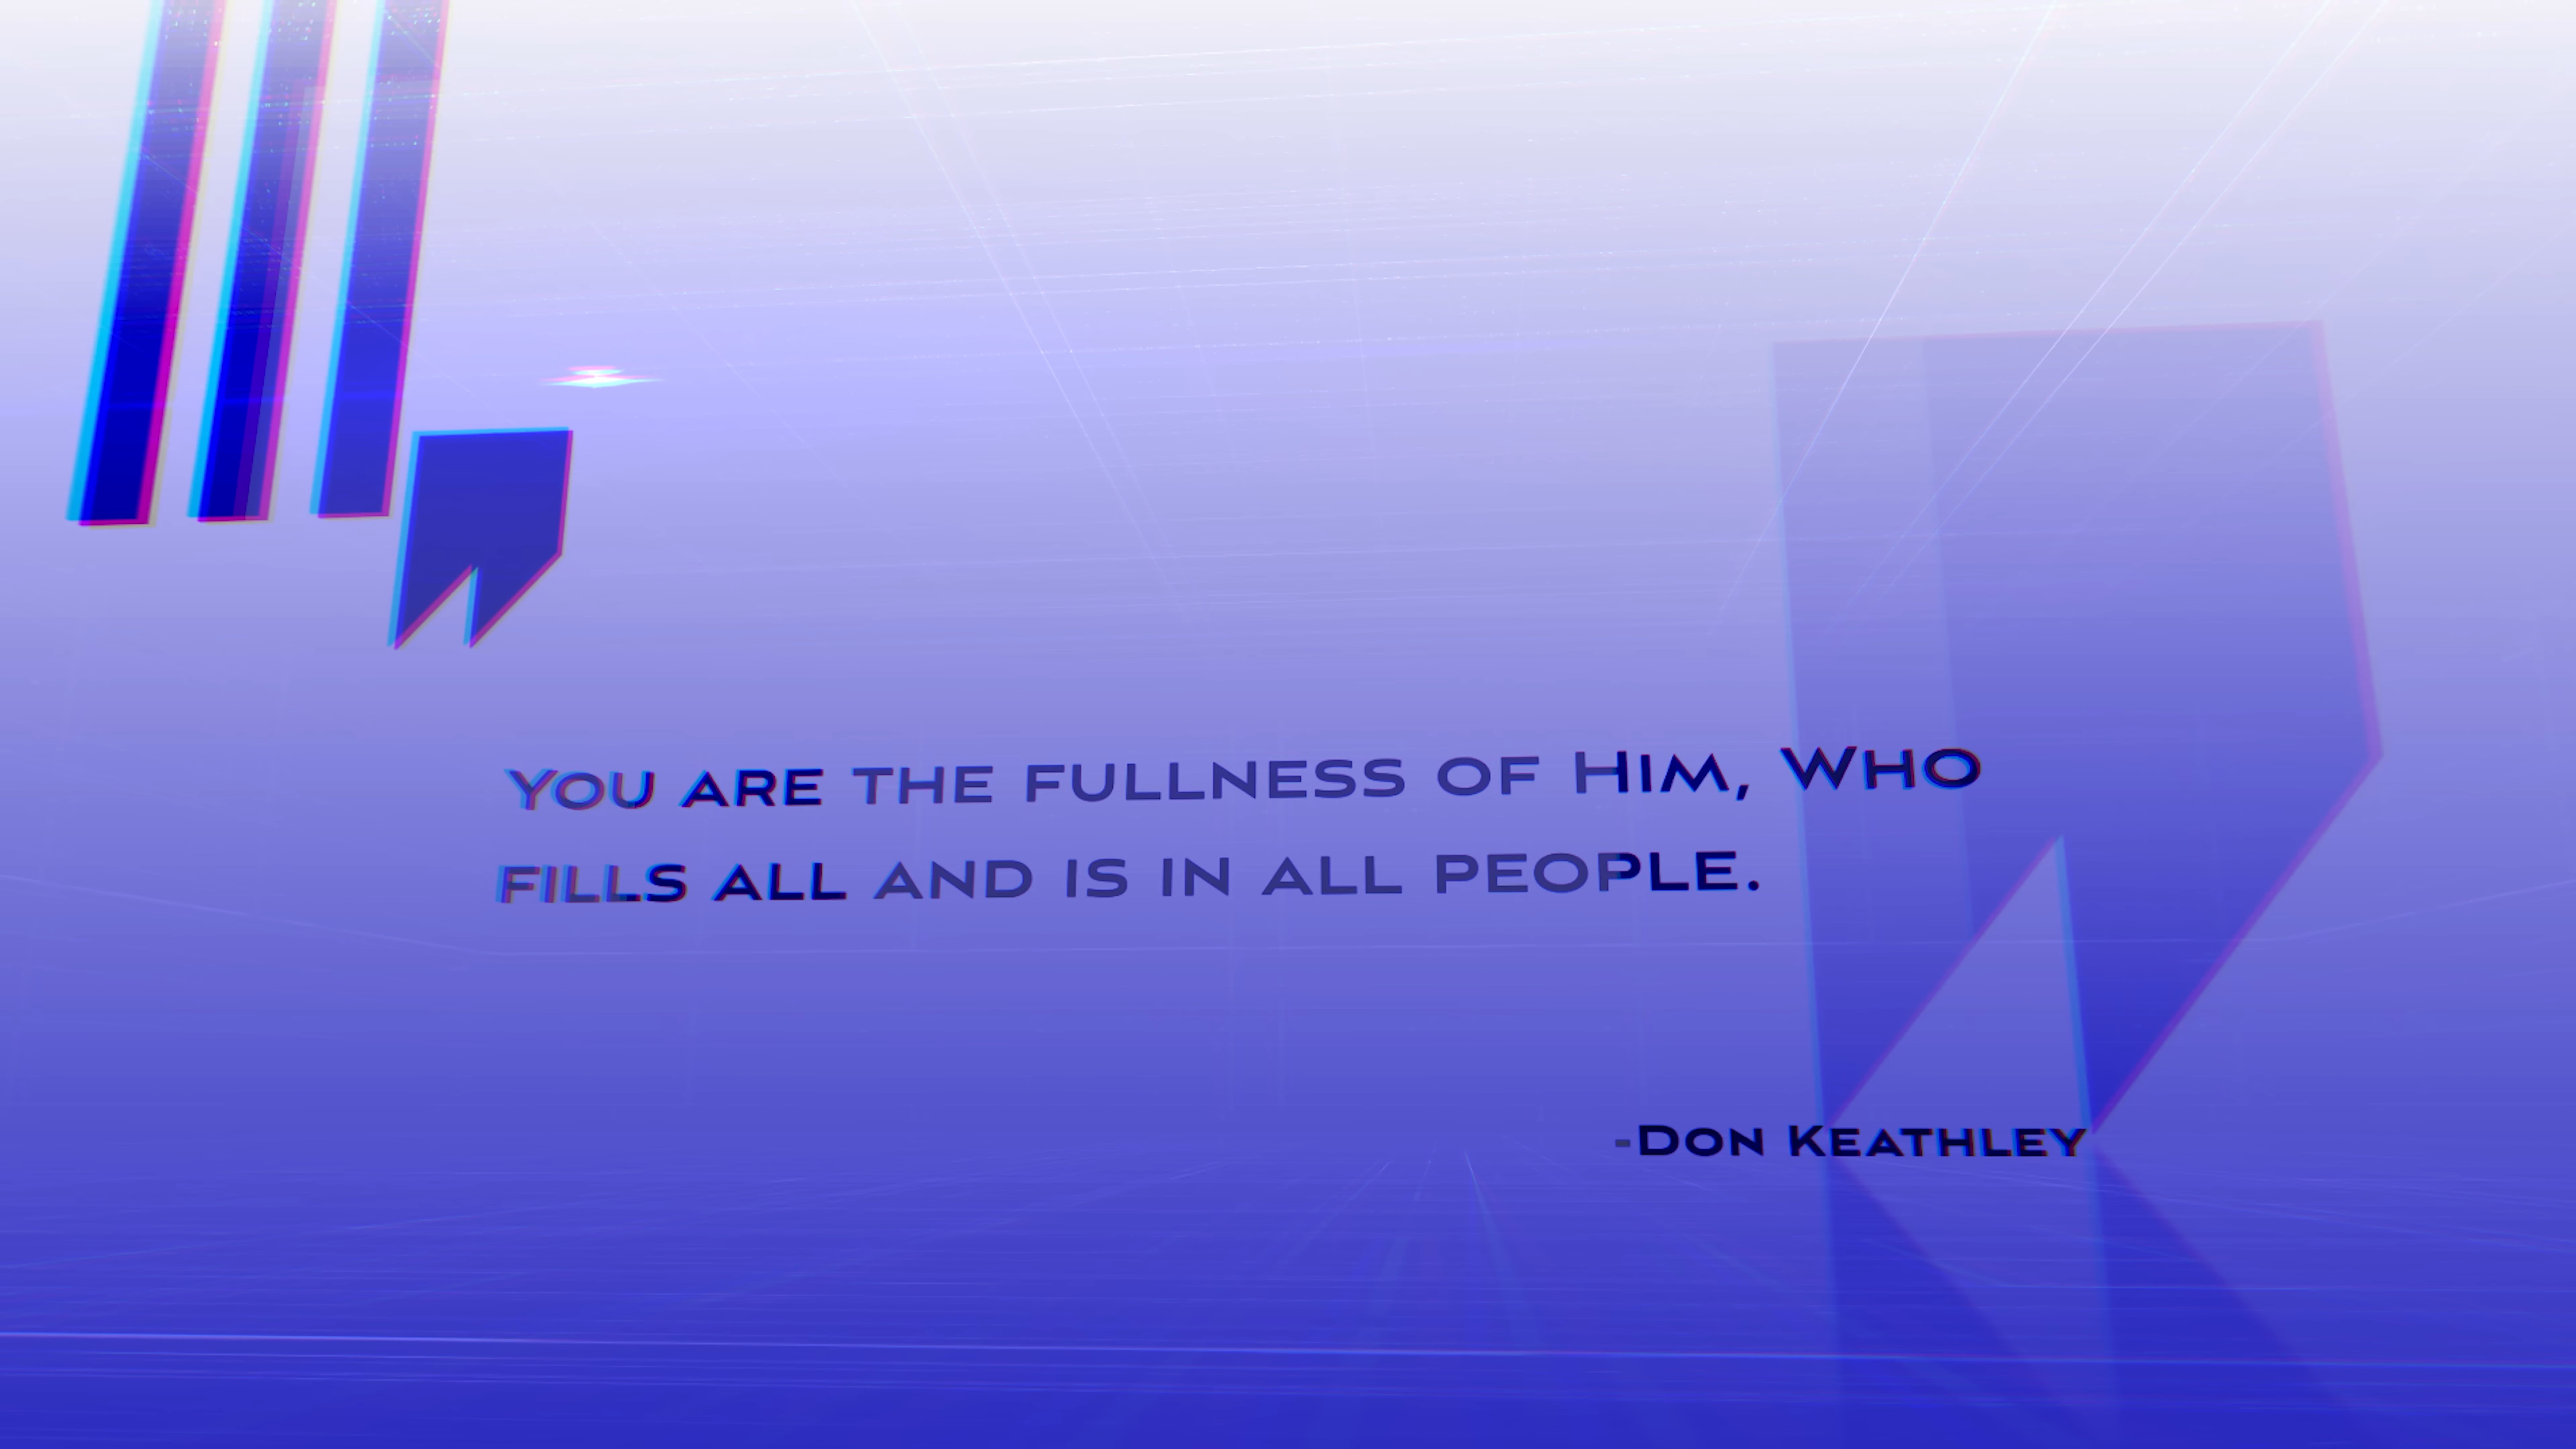 You are the fullness of Him, Who
fills all and is in all people.
-Don Keathley